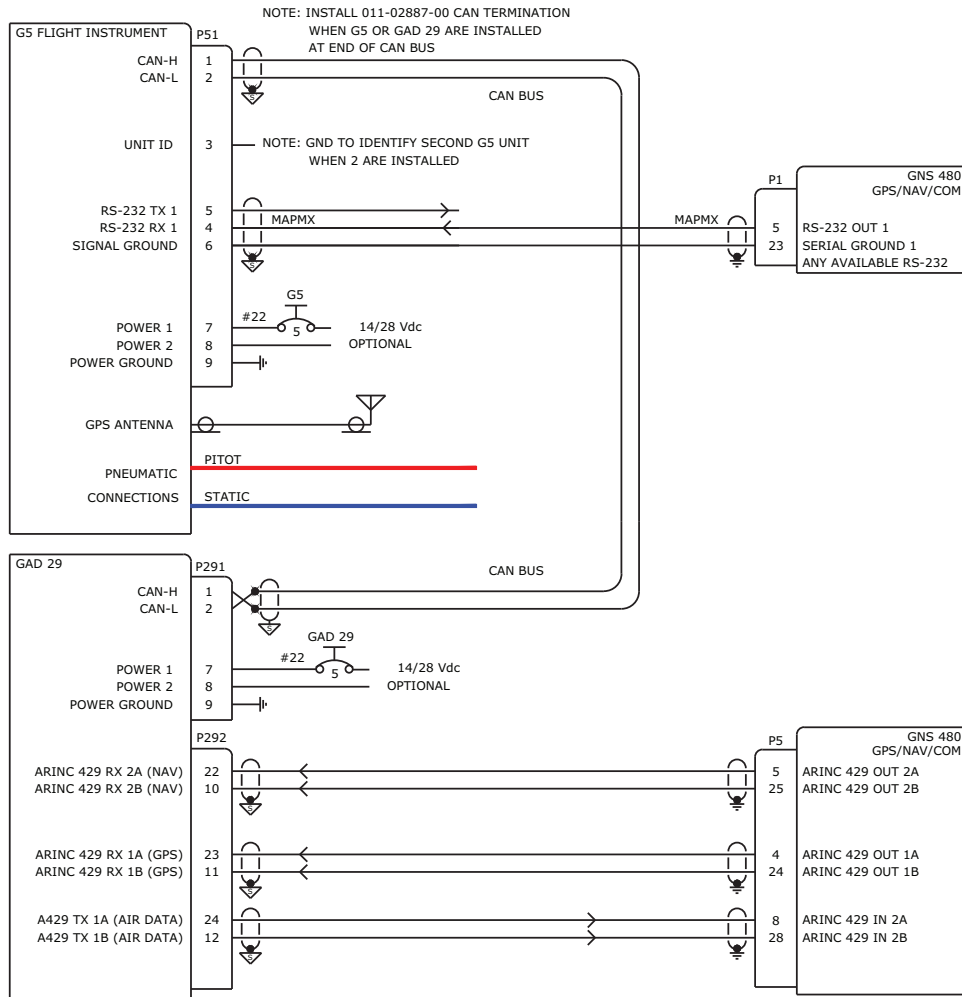 NOTE: INSTALL 011-02887-00 CAN TERMINATION
WHEN G5 OR GAD 29 ARE INSTALLED
AT END OF CAN BUS
G5 FLIGHT INSTRUMENT
P51
CAN-H 1
CAN-L 2
S
CAN BUS
UNIT ID 3 NOTE: GND TO IDENTIFY SECOND G5 UNIT
WHEN 2 ARE INSTALLED
P1
GNS 480
GPS/NAV/COM
RS-232 TX 1 5
RS-232 RX 1 4 MAPMX MAPMX 5 RS-232 OUT 1
SIGNAL GROUND 6 23 SERIAL GROUND 1
S
ANY AVAILABLE RS-232
G5
POWER 1 7 #22 5 14/28 Vdc
POWER 2 8 OPTIONAL
POWER GROUND 9
GPS ANTENNA
PNEUMATIC
CONNECTIONS
PITOT
STATIC
GAD 29
P291
CAN BUS
CAN-H 1
CAN-L 2
S
GAD 29
POWER 1 7 #22 5 14/28 Vdc
POWER 2 8 OPTIONAL
POWER GROUND 9
P292
P5
GNS 480
GPS/NAV/COM
ARINC 429 RX 2A (NAV) 22 5 ARINC 429 OUT 2A
ARINC 429 RX 2B (NAV) 10 25 ARINC 429 OUT 2B
S
ARINC 429 RX 1A (GPS) 23 4 ARINC 429 OUT 1A
ARINC 429 RX 1B (GPS) 11 24 ARINC 429 OUT 1B
S
A429 TX 1A (AIR DATA) 24 8 ARINC 429 IN 2A
A429 TX 1B (AIR DATA) 12 28 ARINC 429 IN 2B
S